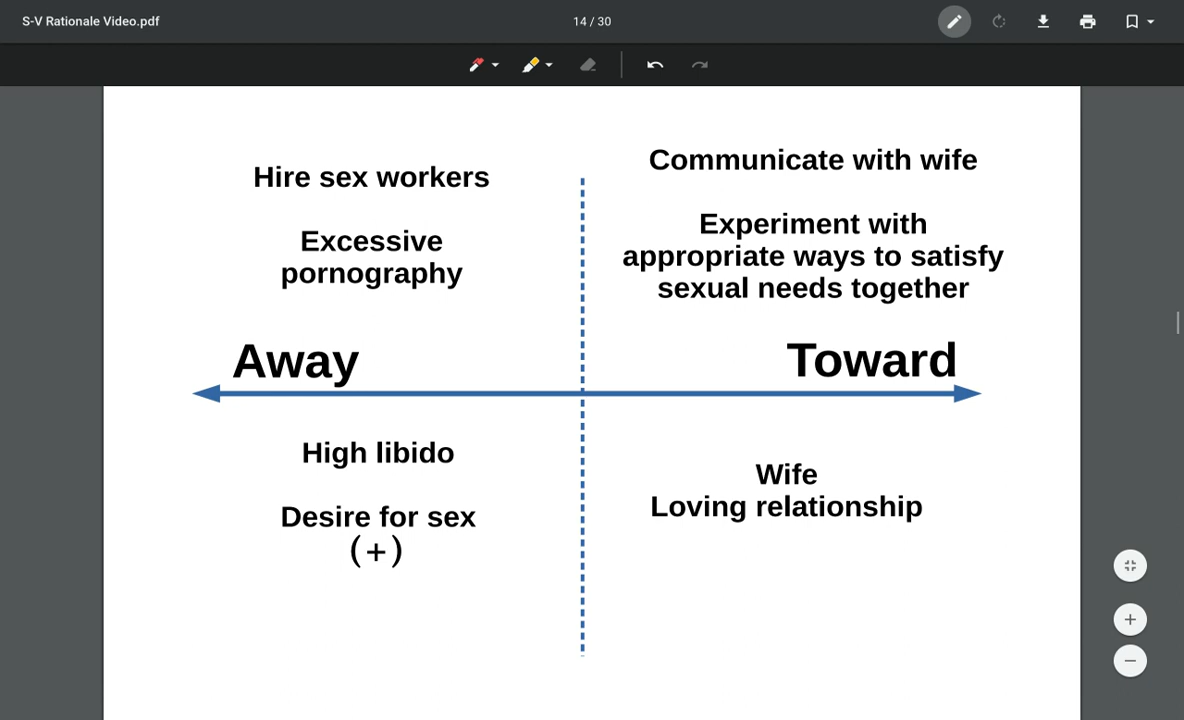 S-V Rationale Video.pdf
14 / 30
Hire sex workers
Excessive
pornography
Communicate with wife
Experiment with
appropriate ways to satisfy
sexual needs together
Away
Toward
High libido
Desire for sex
(+)
Wife
Loving relationship